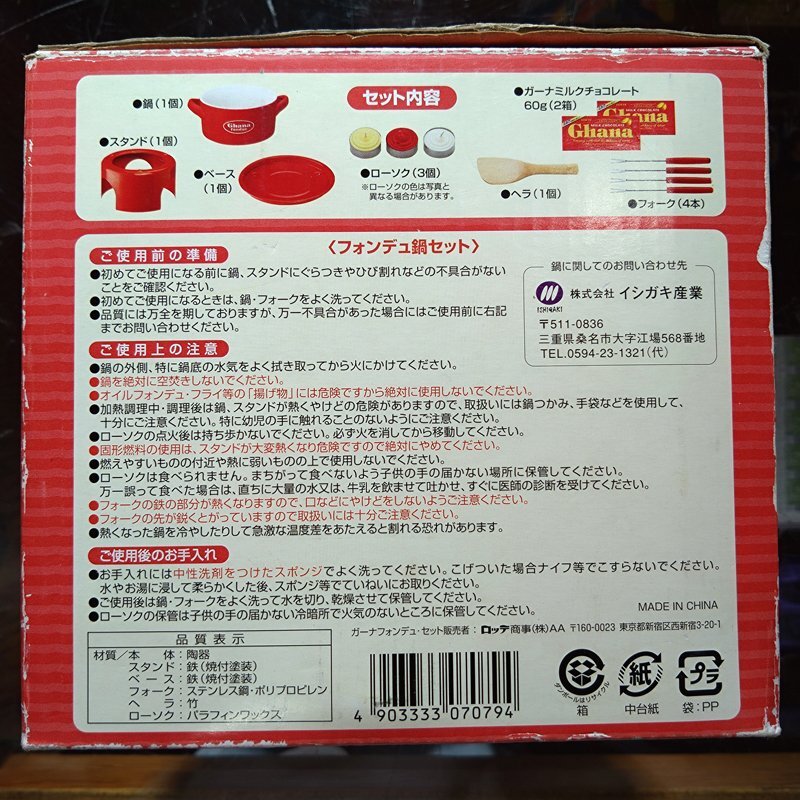 セット内容
●鍋(1個)
Ghana
fondue
●スタンド(1個)
●ベース
(1個)
●ローソク(3個)
※ローソクの色は写真と
異なる場合があります。
●ガーナミルクチョコレート
60g(2箱)
MILK CHOCOLATE
Ghana
MILK CHOCOLATE
Ghana
●ヘラ(1個)
●フォーク(4本)
〈フォンデュ鍋セット〉
ご使用前の準備
●初めてご使用になる前に鍋、スタンドにぐらつきやひび割れなどの不具合がない
ことをご確認ください。
●初めてご使用になるときは、鍋・フォークをよく洗ってください。
●品質には万全を期しておりますが、万一不具合があった場合にはご使用前に右記
までお問い合わせください。
鍋に関してのお問い合わせ先
ISHIGAKI
株式会社 イシガキ産業
〒511-0836
三重県桑名市大字江場568番地
TEL.0594-23-1321(代)
ご使用上の注意
●鍋の外側、特に鍋底の水気をよく拭き取ってから火にかけてください。
●鍋を絶対に空焚きしないでください。
●オイルフォンデュ・フライ等の「揚げ物」には危険ですから絶対に使用しないでください。
●加熱調理中・調理後は鍋、スタンドが熱くやけどの危険がありますので、取扱いには鍋つかみ、手袋などを使用して、
十分にご注意ください。特に幼児の手に触れることのないようにご注意ください。
●ローソクの点火後は持ち歩かないでください。必ず火を消してから移動してください。
●固形燃料の使用は、スタンドが大変熱くなり危険ですので絶対にやめてください。
●燃えやすいものの付近や熱に弱いものの上で使用しないでください。
●ローソクは食べられません。まちがって食べないよう子供の手の届かない場所に保管してください。
万一誤って食べた場合は、直ちに大量の水又は、牛乳を飲ませて吐かせ、すぐに医師の診断を受けてください。
●フォークの鉄の部分が熱くなりますので、口などにやけどをしないようご注意ください。
●フォークの先が鋭くとがっていますので取扱いには十分ご注意ください。
●熱くなった鍋を冷やしたりして急激な温度差をあたえると割れる恐れがあります。
ご使用後のお手入れ
●お手入れには中性洗剤をつけたスポンジでよく洗ってください。こげついた場合ナイフ等でこすらないでください。
水やお湯に浸して柔らかくした後、スポンジ等でていねいにお取りください。
●ご使用後は鍋・フォークをよく洗って水を切り、乾燥させて保管してください。
●ローソクの保管は子供の手の届かない冷暗所で火気のないところに保管してください。
MADE IN CHINA
ガーナフォンデュ・セット販売者：ロッテ商事(株)AA 〒160-0023 東京都新宿区西新宿3-20-1
品質表示
材質／本体：陶器
スタンド：鉄(焼付塗装)
ベース：鉄(焼付塗装)
フォーク：ステンレス鋼・ポリプロピレン
ヘラ：竹
ローソク：パラフィンワックス
4 903333 070794
ダンボールはリサイクル
箱
紙
中台紙
プラ
袋：PP